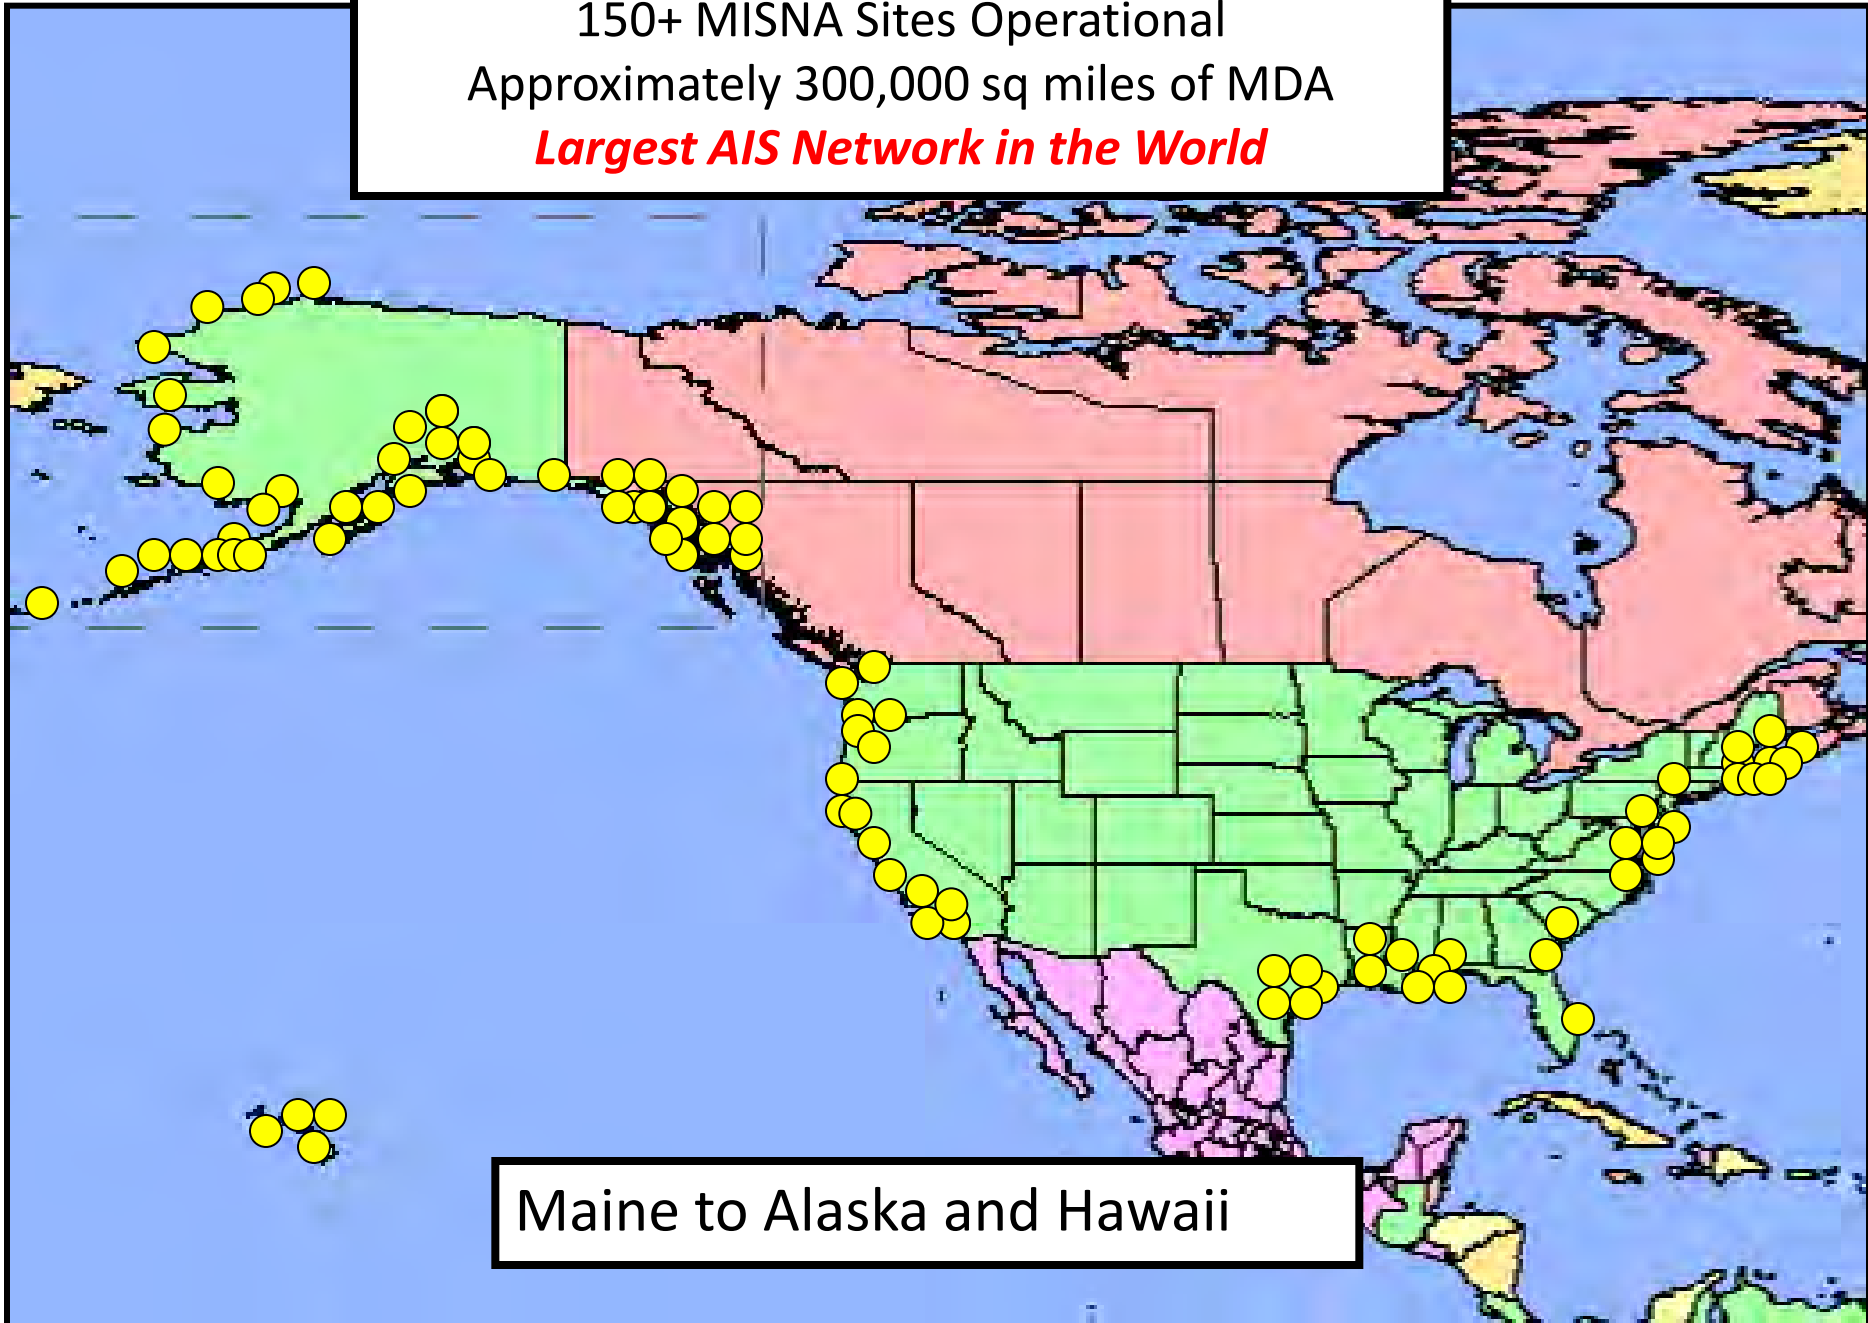 150+ MISNA Sites Operational
Approximately 300,000 sq miles of MDA
Largest AIS Network in the World
Maine to Alaska and Hawaii